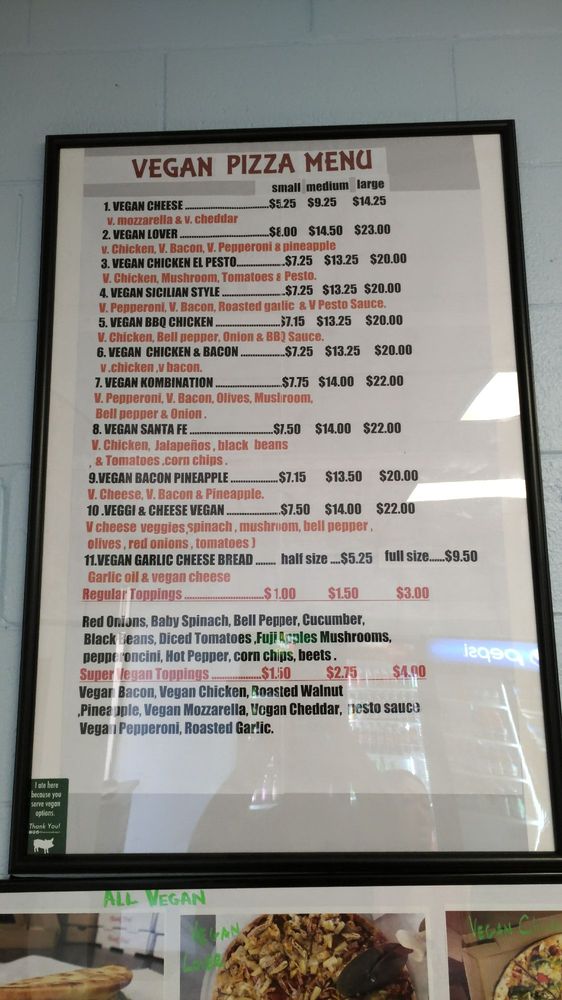 VEGAN PIZZA MENU
small medium large
1. VEGAN CHEESE ........................$5.25 $9.25 $14.25
v. mozzarella & v. cheddar
2. VEGAN LOVER .........................$8.00 $14.50 $23.00
v. Chicken, V. Bacon, V. Pepperoni & pineapple
3. VEGAN CHICKEN EL PESTO..............$7.25 $13.25 $20.00
V. Chicken, Mushroom, Tomatoes & Pesto.
4. VEGAN SICILIAN STYLE ..................$7.25 $13.25 $20.00
V. Pepperoni, V. Bacon, Roasted garlic & V Pesto Sauce.
5. VEGAN BBQ CHICKEN ..................$7.15 $13.25 $20.00
V. Chicken, Bell pepper, Onion & BBQ Sauce.
6. VEGAN CHICKEN & BACON ............$7.25 $13.25 $20.00
v .chicken ,v bacon.
7. VEGAN KOMBINATION ....................$7.75 $14.00 $22.00
V. Pepperoni, V. Bacon, Olives, Mushroom,
Bell pepper & Onion .
8. VEGAN SANTA FE ........................$7.50 $14.00 $22.00
V. Chicken, Jalapeños , black beans
, & Tomatoes ,corn chips .
9.VEGAN BACON PINEAPPLE ..............$7.15 $13.50 $20.00
V. Cheese, V. Bacon & Pineapple.
10 .VEGGI & CHEESE VEGAN ................$7.50 $14.00 $22.00
V cheese veggies,spinach , mushroom, bell pepper ,
olives , red onions , tomatoes )
11.VEGAN GARLIC CHEESE BREAD ........ half size ....$5.25 full size......$9.50
Garlic oil & vegan cheese
Regular Toppings ........................$ 1.00 $1.50 $3.00
Red Onions, Baby Spinach, Bell Pepper, Cucumber,
Black Beans, Diced Tomatoes ,Fuji Apples Mushrooms,
pepperoncini, Hot Pepper, corn chips, beets .
Super Vegan Toppings ................$1.50 $2.75 $4.00
Vegan Bacon, Vegan Chicken, Roasted Walnut
,Pineapple, Vegan Mozzarella, Vegan Cheddar, pesto sauce
Vegan Pepperoni, Roasted Garlic.
pepsi
I ate here
because you
serve vegan
options.
Thank You!
ALL VEGAN
VEGAN
LOVER
VEGAN